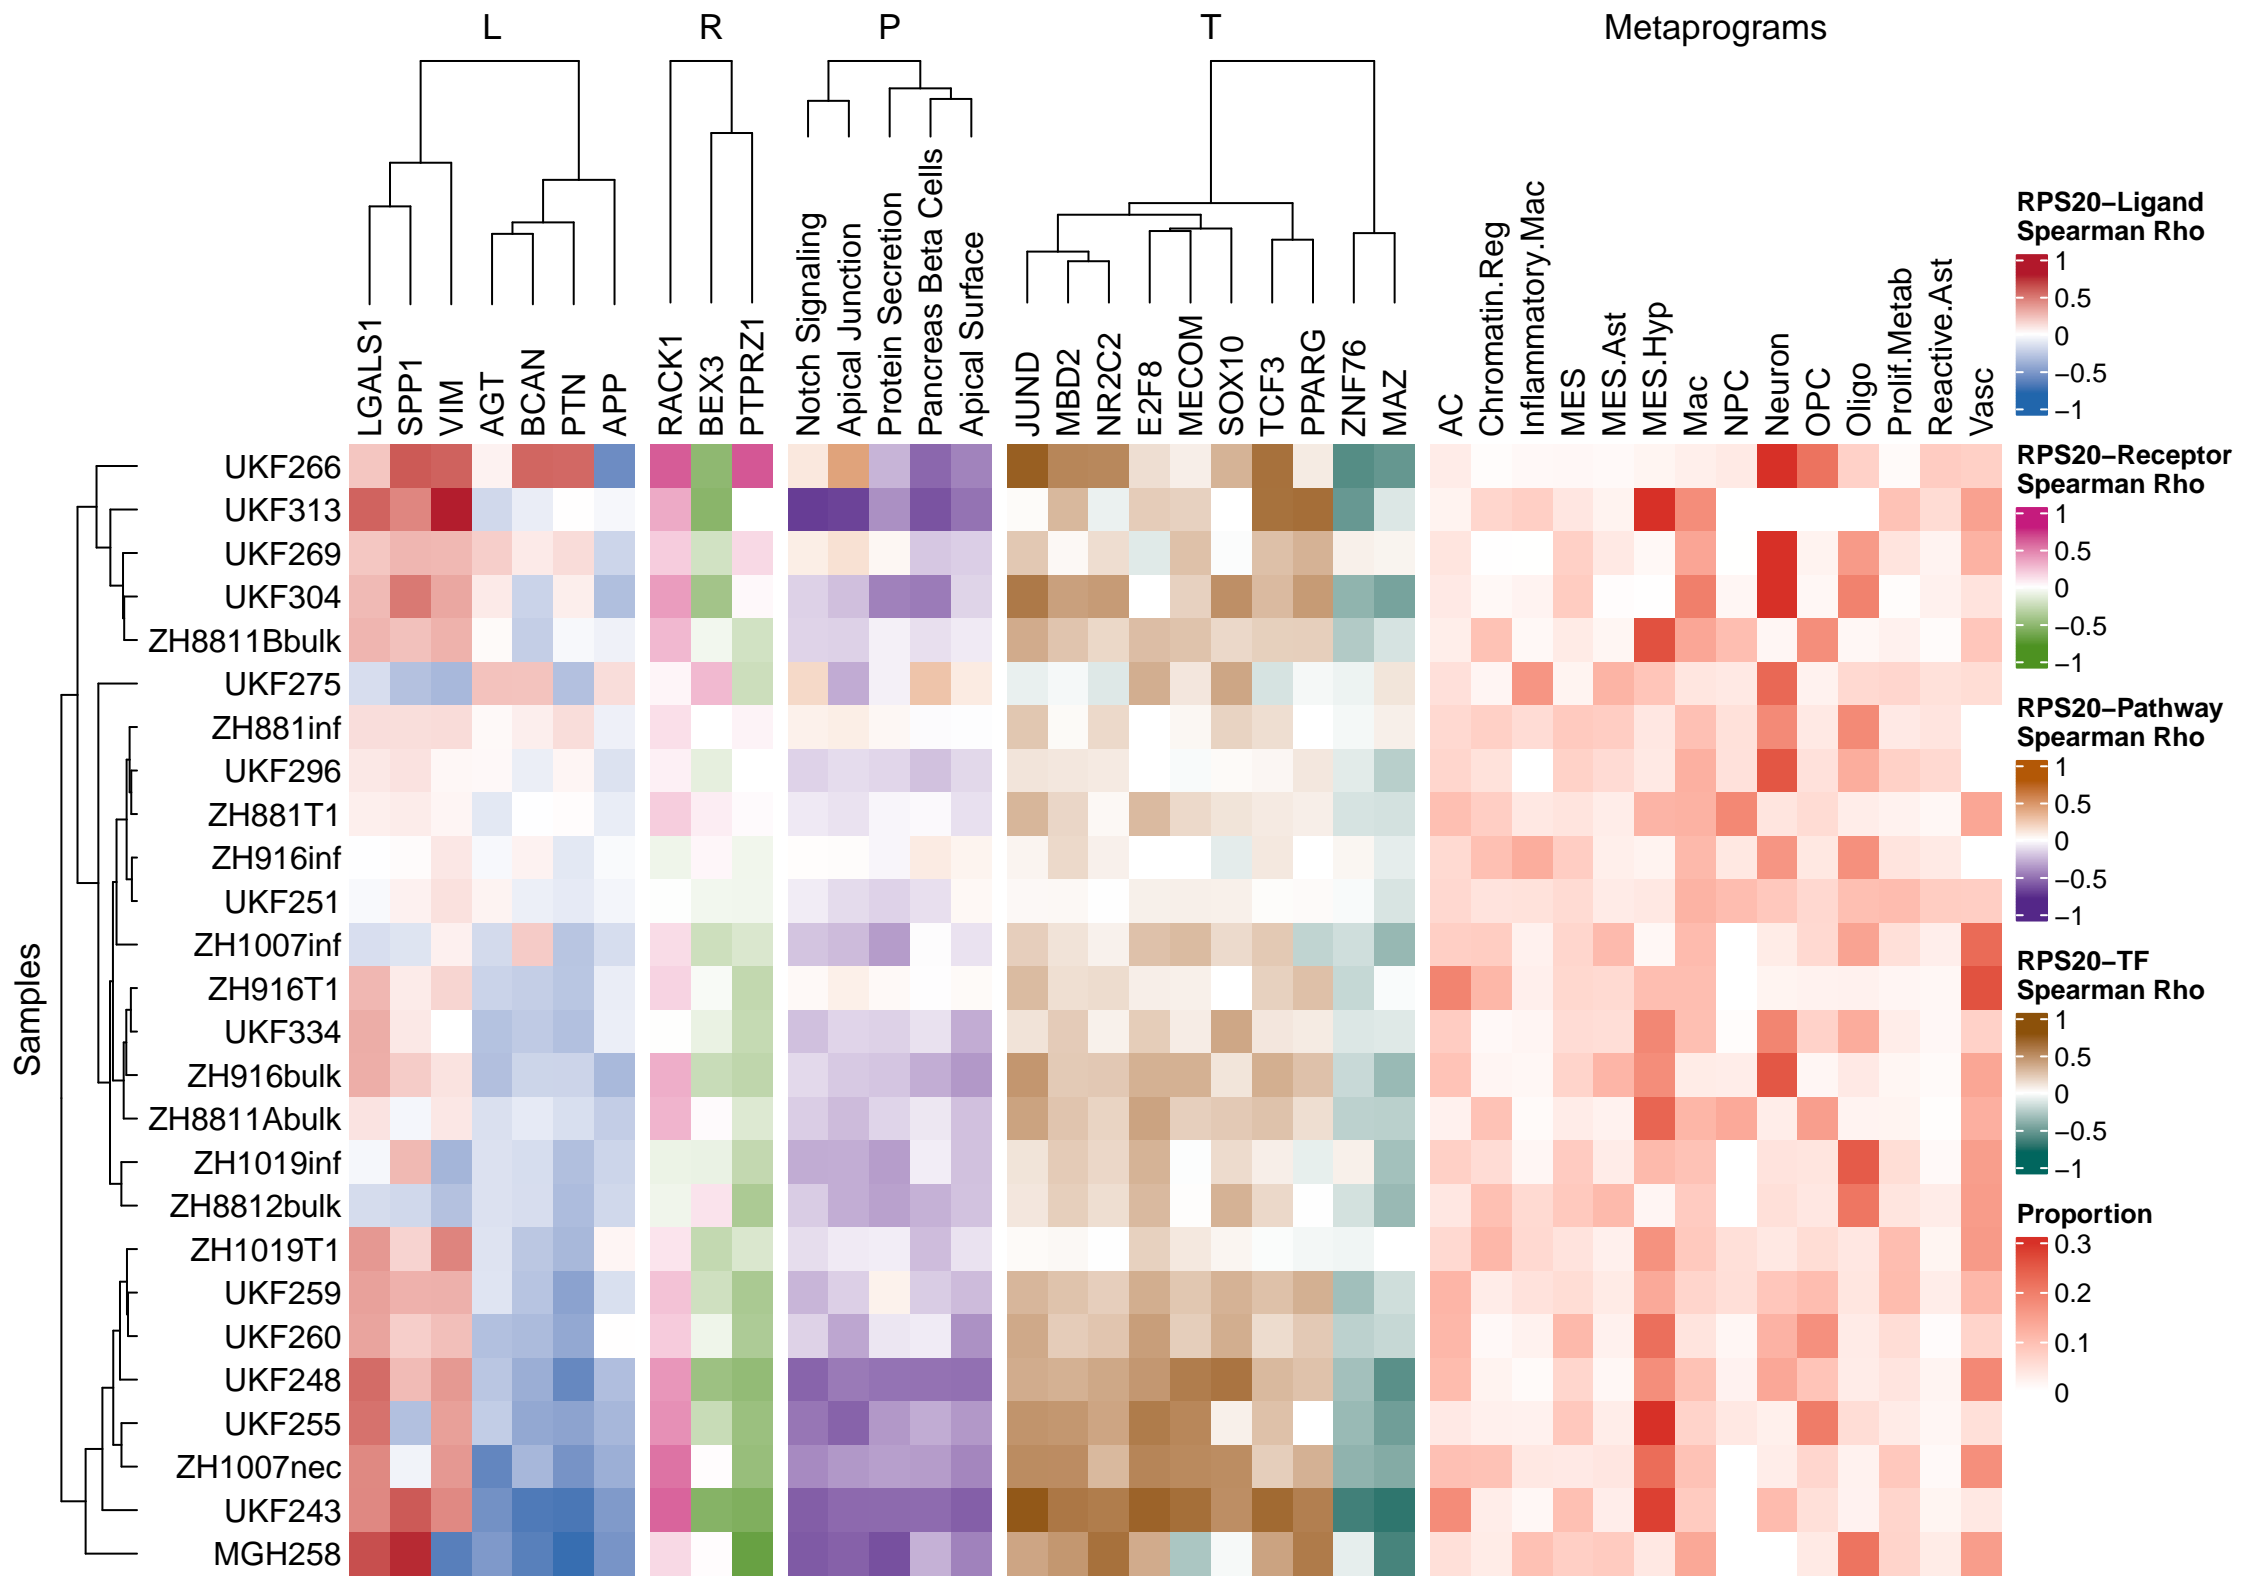 L
R
P
T
Metaprograms
LGALS1
SPP1
VIM
AGT
BCAN
PTN
APP
RACK1
BEX3
PTPRZ1
Notch Signaling
Apical Junction
Protein Secretion
Pancreas Beta Cells
Apical Surface
JUND
MBD2
NR2C2
E2F8
MECOM
SOX10
TCF3
PPARG
ZNF76
MAZ
AC
Chromatin.Reg
Inflammatory.Mac
MES
MES.Ast
MES.Hyp
Mac
NPC
Neuron
OPC
Oligo
Prolif.Metab
Reactive.Ast
Vasc
Samples
UKF266
UKF313
UKF269
UKF304
ZH8811Bbulk
UKF275
ZH881inf
UKF296
ZH881T1
ZH916inf
UKF251
ZH1007inf
ZH916T1
UKF334
ZH916bulk
ZH8811Abulk
ZH1019inf
ZH8812bulk
ZH1019T1
UKF259
UKF260
UKF248
UKF255
ZH1007nec
UKF243
MGH258
RPS20−Ligand
Spearman Rho
1
0.5
0
−0.5
−1
RPS20−Receptor
Spearman Rho
1
0.5
0
−0.5
−1
RPS20−Pathway
Spearman Rho
1
0.5
0
−0.5
−1
RPS20−TF
Spearman Rho
1
0.5
0
−0.5
−1
Proportion
0.3
0.2
0.1
0